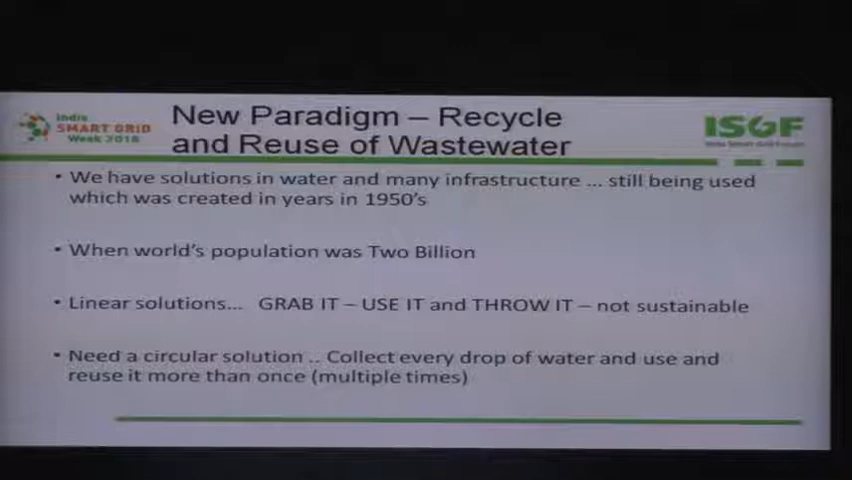 India
SMART GRID
Week 2018
New Paradigm – Recycle
and Reuse of Wastewater
ISGF
India Smart Grid Forum
• We have solutions in water and many infrastructure ... still being used
which was created in years in 1950's
• When world's population was Two Billion
• Linear solutions... GRAB IT – USE IT and THROW IT – not sustainable
• Need a circular solution .. Collect every drop of water and use and
reuse it more than once (multiple times)